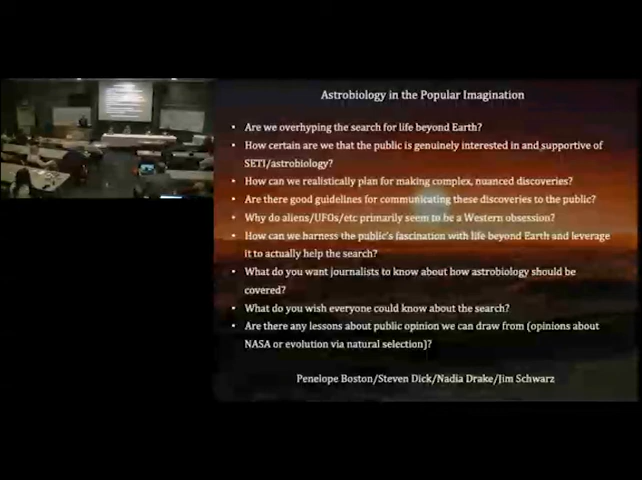 Astrobiology in the Popular Imagination
• Are we overhyping the search for life beyond Earth?
• How certain are we that the public is genuinely interested in and supportive of
SETI/astrobiology?
• How can we realistically plan for making complex, nuanced discoveries?
• Are there good guidelines for communicating these discoveries to the public?
• Why do aliens/UFOs/etc primarily seem to be a Western obsession?
• How can we harness the public's fascination with life beyond Earth and leverage
it to actually help the search?
• What do you want journalists to know about how astrobiology should be
covered?
• What do you wish everyone could know about the search?
• Are there any lessons about public opinion we can draw from (opinions about
NASA or evolution via natural selection)?
Penelope Boston/Steven Dick/Nadia Drake/Jim Schwarz